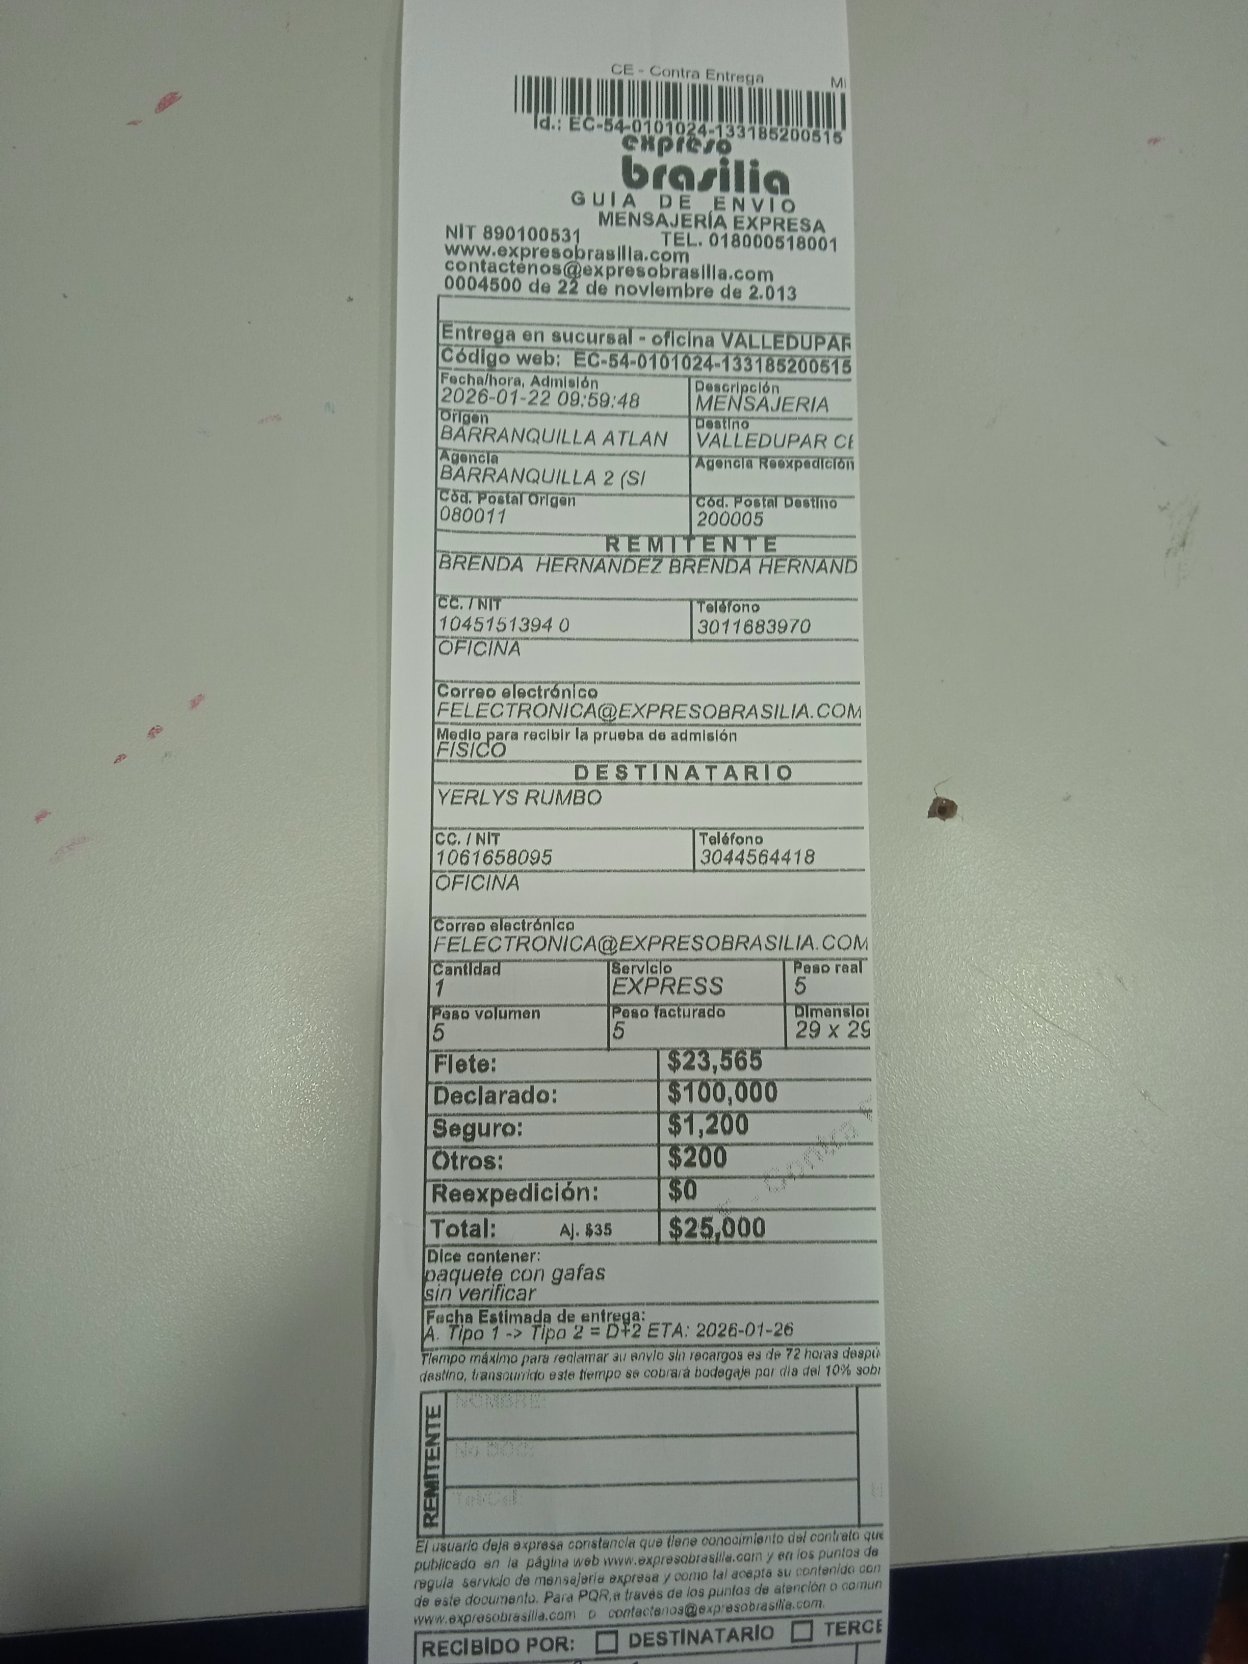 CE - Contra Entrega
Id.: EC-54-0101024-133185200515
expreso
brasilia
GUIA DE ENVIO
MENSAJERÍA EXPRESA
NIT 890100531 TEL. 018000518001
www.expresobrasilia.com
contactenos@expresobrasilia.com
0004500 de 22 de noviembre de 2.013
Entrega en sucursal - oficina VALLEDUPAR
Código web: EC-54-0101024-133185200515
Fecha/hora, Admisión Descripción
2026-01-22 09:59:48 MENSAJERIA
Origen Destino
BARRANQUILLA ATLAN VALLEDUPAR CE
Agencia Agencia Reexpedición
BARRANQUILLA 2 (SI
Cód. Postal Origen Cód. Postal Destino
080011 200005
REMITENTE
BRENDA HERNANDEZ BRENDA HERNAND
CC. / NIT Teléfono
1045151394 0 3011683970
OFICINA
Correo electrónico
FELECTRONICA@EXPRESOBRASILIA.COM
Medio para recibir la prueba de admisión
FISICO
DESTINATARIO
YERLYS RUMBO
CC. / NIT Teléfono
1061658095 3044564418
OFICINA
Correo electrónico
FELECTRONICA@EXPRESOBRASILIA.COM
Cantidad Servicio Peso real
1 EXPRESS 5
Peso volumen Peso facturado Dimension
5 5 29 x 29
Flete: $23,565
Declarado: $100,000
Seguro: $1,200
Otros: $200
Reexpedición: $0
Total: Aj. $35 $25,000
Dice contener:
paquete con gafas
sin verificar
Fecha Estimada de entrega:
A. Tipo 1 -> Tipo 2 = D+2 ETA: 2026-01-26
Tiempo máximo para reclamar su envío sin recargos es de 72 horas despu
destino, transcurrido este tiempo se cobrará bodegaje por día del 10% sobr
REMITENTE
NOMBRE:
No DOC:
El usuario deja expresa constancia que tiene conocimiento del contrato que
publicado en la página web www.expresobrasilia.com y en los puntos de
regula servicio de mensajería expresa y como tal acepta su contenido con
de este documento. Para PQR,a través de los puntos de atención o comun
www.expresobrasilia.com o contactenos@expresobrasilia.com.
RECIBIDO POR: DESTINATARIO TERCE